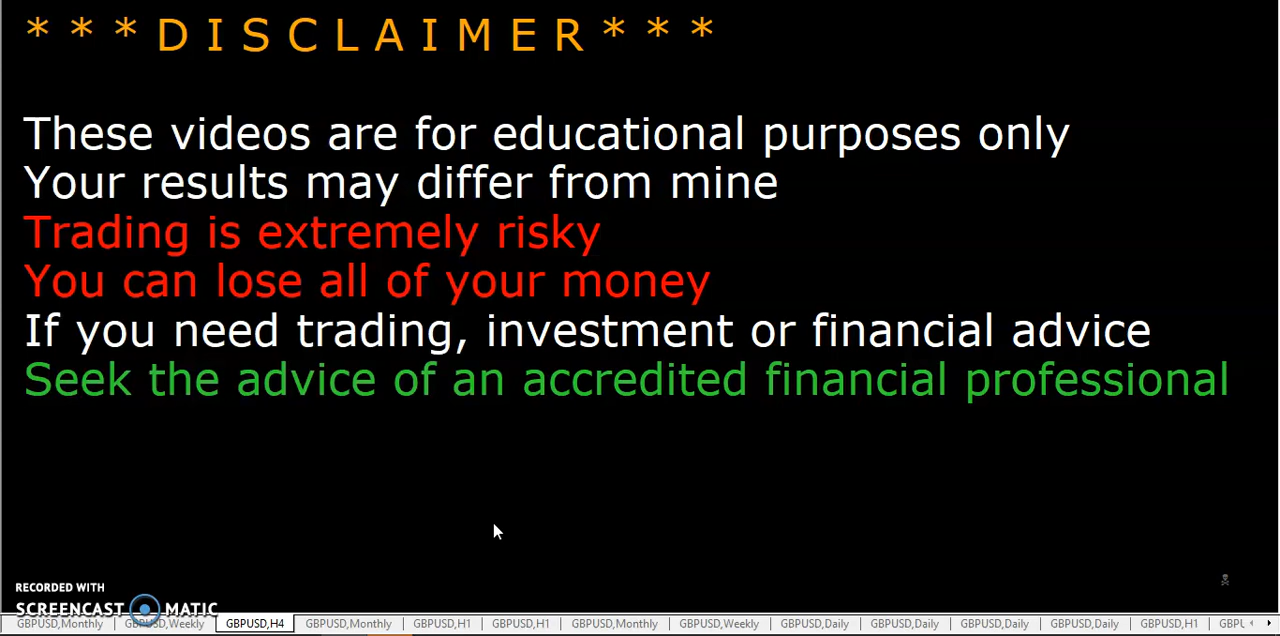 * * * D I S C L A I M E R * * *
These videos are for educational purposes only
Your results may differ from mine
Trading is extremely risky
You can lose all of your money
If you need trading, investment or financial advice
Seek the advice of an accredited financial professional
RECORDED WITH
SCREENCAST MATIC
GBPUSD,Monthly GBPUSD,Weekly GBPUSD,H4 GBPUSD,Monthly GBPUSD,H1 GBPUSD,H1 GBPUSD,Monthly GBPUSD,Weekly GBPUSD,Daily GBPUSD,Daily GBPUSD,Daily GBPUSD,Daily GBPUSD,H1